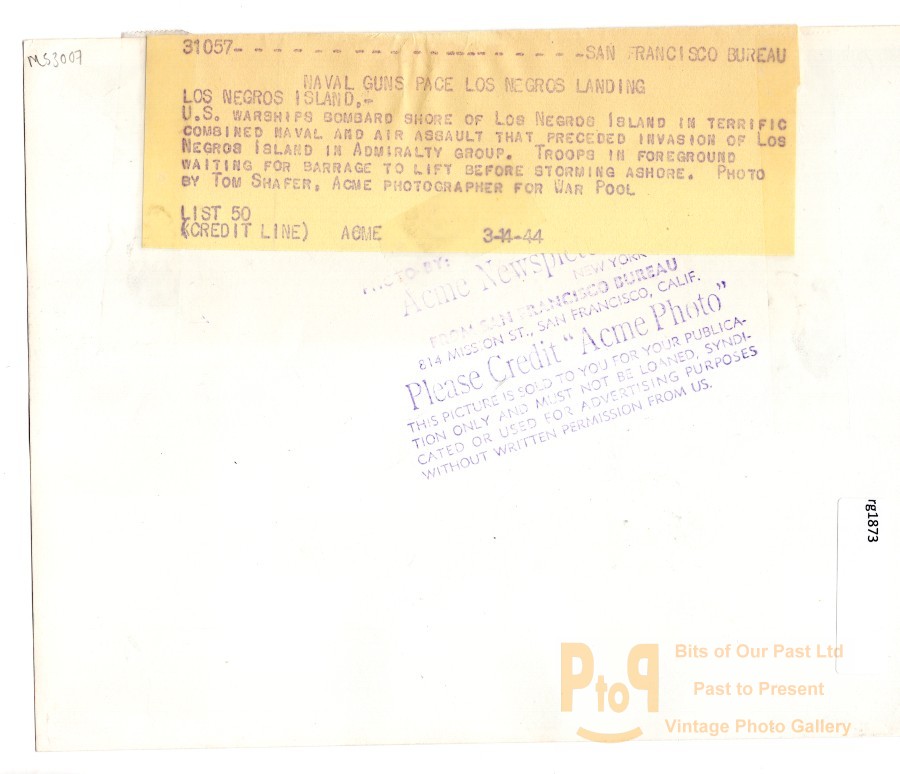 MS3007
31057- - - - - - - - - - - - - - - - - - - -SAN FRANCISCO BUREAU
NAVAL GUNS PACE LOS NEGROS LANDING
LOS NEGROS ISLAND.-
U.S. WARSHIPS BOMBARD SHORE OF LOS NEGROS ISLAND IN TERRIFIC
COMBINED NAVAL AND AIR ASSAULT THAT PRECEDED INVASION OF LOS
NEGROS ISLAND IN ADMIRALTY GROUP. TROOPS IN FOREGROUND
WAITING FOR BARRAGE TO LIFT BEFORE STORMING ASHORE. PHOTO
BY TOM SHAFER, ACME PHOTOGRAPHER FOR WAR POOL
LIST 50
(CREDIT LINE) ACME 3-14-44
PHOTO-BY:
Acme
NEW YORK
FROM SAN FRANCISCO BUREAU
814 MISSION ST., SAN FRANCISCO, CALIF.
Please Credit "Acme Photo"
THIS PICTURE IS SOLD TO YOU FOR YOUR PUBLICA-
TION ONLY AND MUST NOT BE LOANED, SYNDI-
CATED OR USED FOR ADVERTISING PURPOSES
WITHOUT WRITTEN PERMISSION FROM US.
rg1873
PtoP
Bits of Our Past Ltd
Past to Present
Vintage Photo Gallery